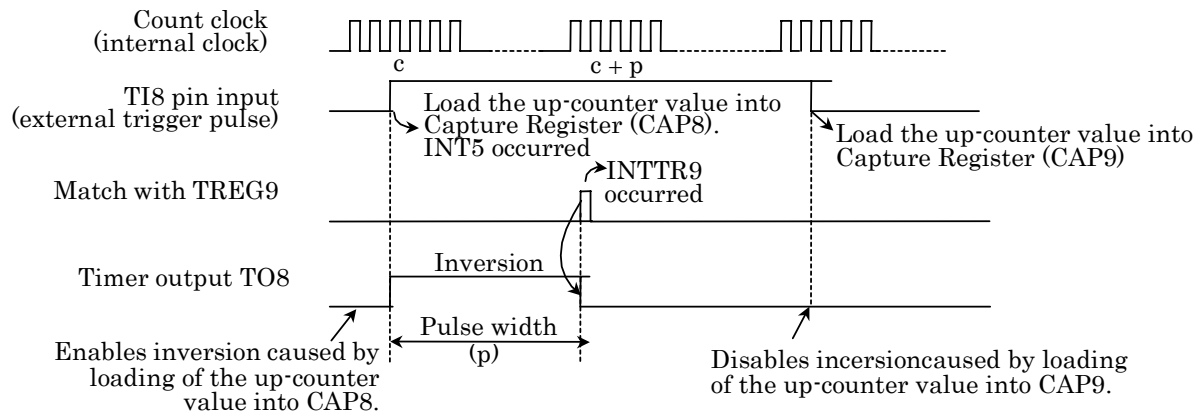 Count clock
(internal clock)
c
c + p
TI8 pin input
(external trigger pulse)
Load the up-counter value into
Capture Register (CAP8).
INT5 occurred
Load the up-counter value into
Capture Register (CAP9)
Match with TREG9
INTTR9
occurred
Timer output TO8
Inversion
Pulse width
(p)
Enables inversion caused by
loading of the up-counter
value into CAP8.
Disables incersioncaused by loading
of the up-counter value into CAP9.